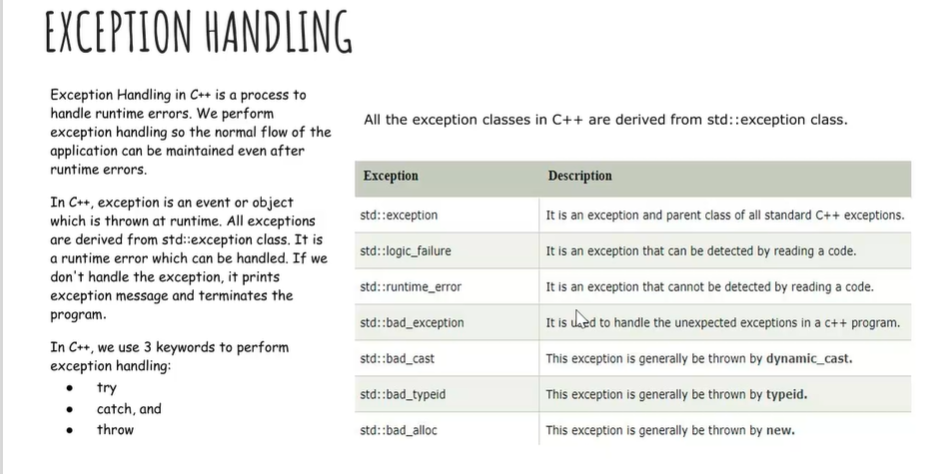 EXCEPTION HANDLING
Exception Handling in C++ is a process to
handle runtime errors. We perform
exception handling so the normal flow of the
application can be maintained even after
runtime errors.
In C++, exception is an event or object
which is thrown at runtime. All exceptions
are derived from std::exception class. It is
a runtime error which can be handled. If we
don't handle the exception, it prints
exception message and terminates the
program.
In C++, we use 3 keywords to perform
exception handling:
• try
• catch, and
• throw
All the exception classes in C++ are derived from std::exception class.
Exception Description
std::exception It is an exception and parent class of all standard C++ exceptions.
std::logic_failure It is an exception that can be detected by reading a code.
std::runtime_error It is an exception that cannot be detected by reading a code.
std::bad_exception It is used to handle the unexpected exceptions in a c++ program.
std::bad_cast This exception is generally be thrown by dynamic_cast.
std::bad_typeid This exception is generally be thrown by typeid.
std::bad_alloc This exception is generally be thrown by new.